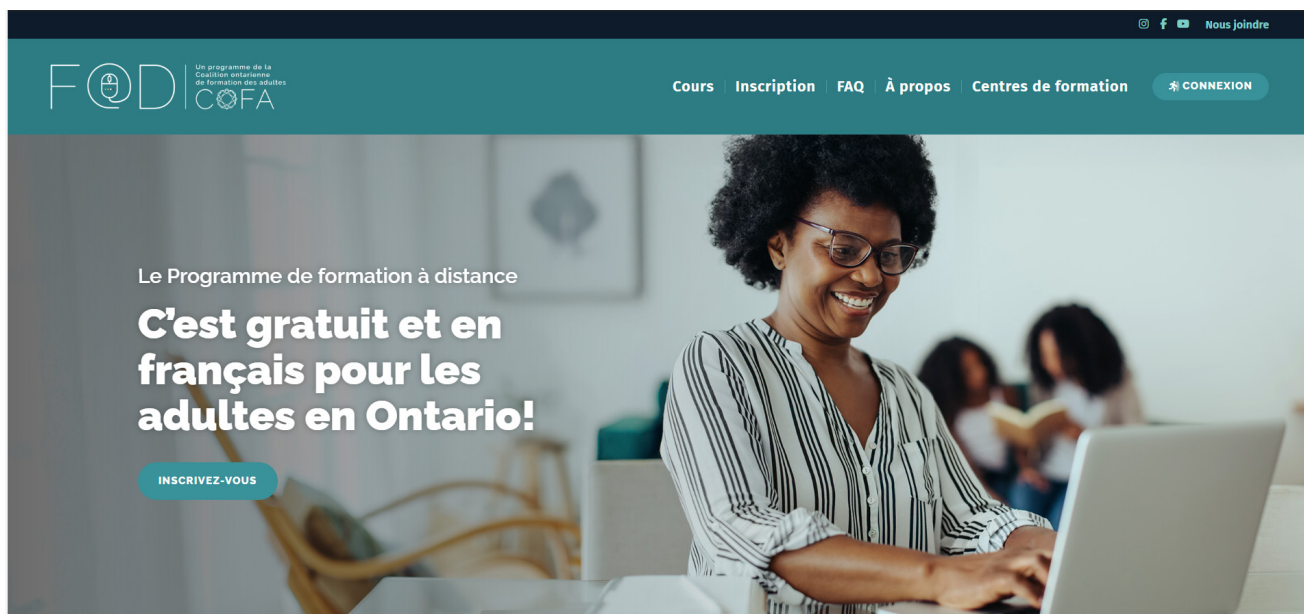 Nous joindre
F@D
Un programme de la
Coalition ontarienne
de formation des adultes
COFA
Cours
Inscription
FAQ
À propos
Centres de formation
CONNEXION
Le Programme de formation à distance
C’est gratuit et en
français pour les
adultes en Ontario!
INSCRIVEZ-VOUS